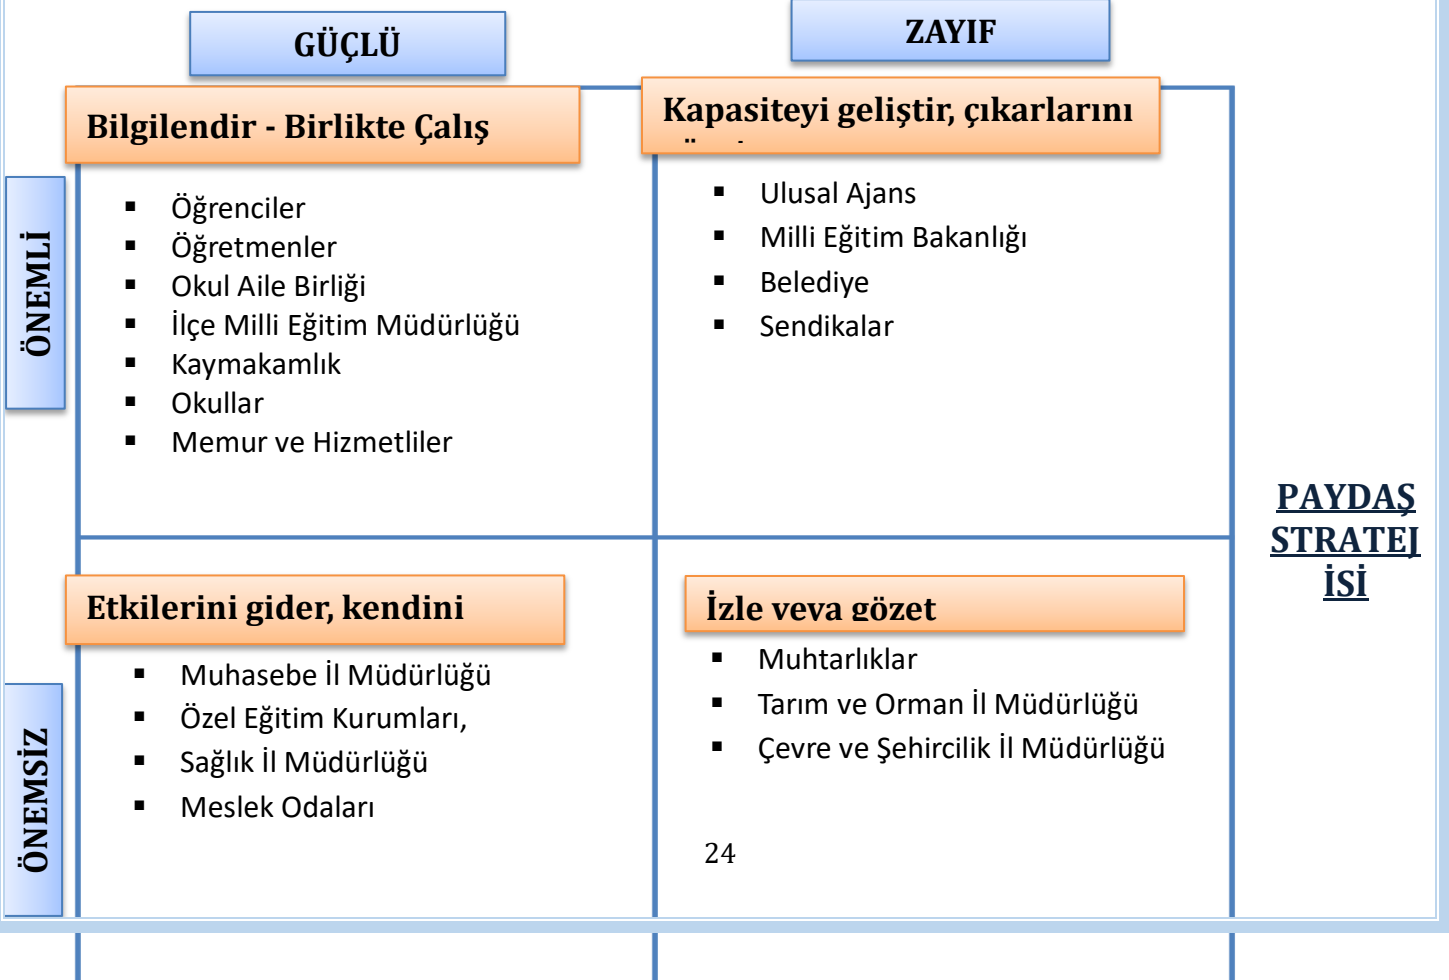 GÜÇLÜ
ZAYIF
Bilgilendir - Birlikte Çalış
Kapasiteyi geliştir, çıkarlarını
ÖNEMLİ
▪ Öğrenciler
▪ Öğretmenler
▪ Okul Aile Birliği
▪ İlçe Milli Eğitim Müdürlüğü
▪ Kaymakamlık
▪ Okullar
▪ Memur ve Hizmetliler
▪ Ulusal Ajans
▪ Milli Eğitim Bakanlığı
▪ Belediye
▪ Sendikalar
PAYDAŞ
STRATEJ
İSİ
Etkilerini gider, kendini
İzle veya gözet
ÖNEMSİZ
▪ Muhasebe İl Müdürlüğü
▪ Özel Eğitim Kurumları,
▪ Sağlık İl Müdürlüğü
▪ Meslek Odaları
▪ Muhtarlıklar
▪ Tarım ve Orman İl Müdürlüğü
▪ Çevre ve Şehircilik İl Müdürlüğü
24